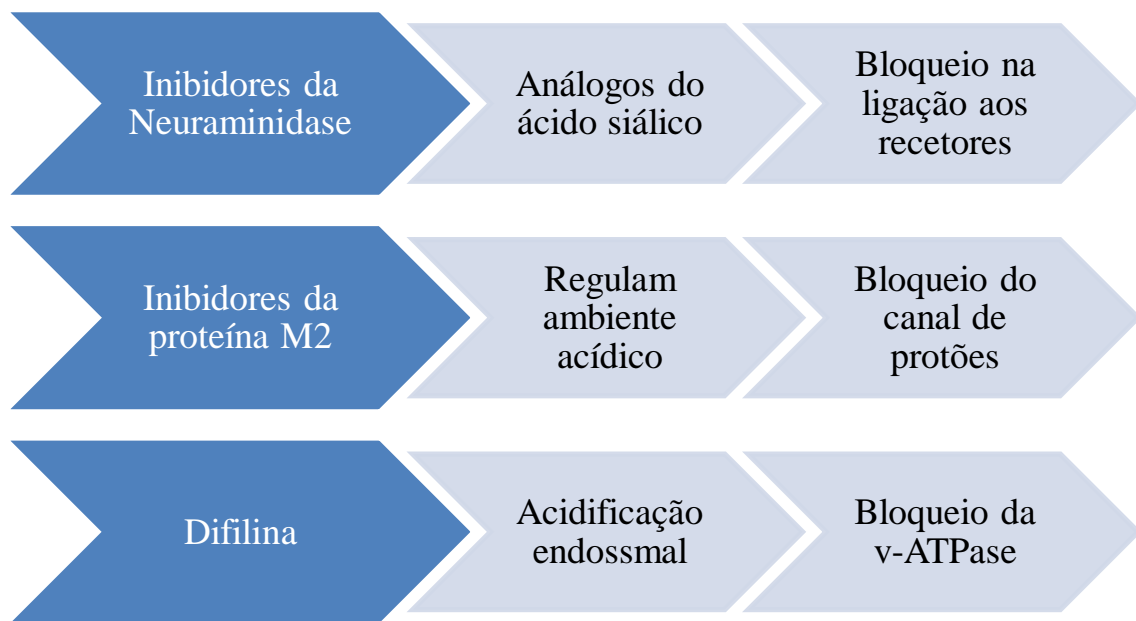 Inibidores da
Neuraminidase
Análogos do
ácido siálico
Bloqueio na
ligação aos
recetores
Inibidores da
proteína M2
Regulam
ambiente
acídico
Bloqueio do
canal de
protões
Difilina
Acidificação
endossmal
Bloqueio da
v-ATPase